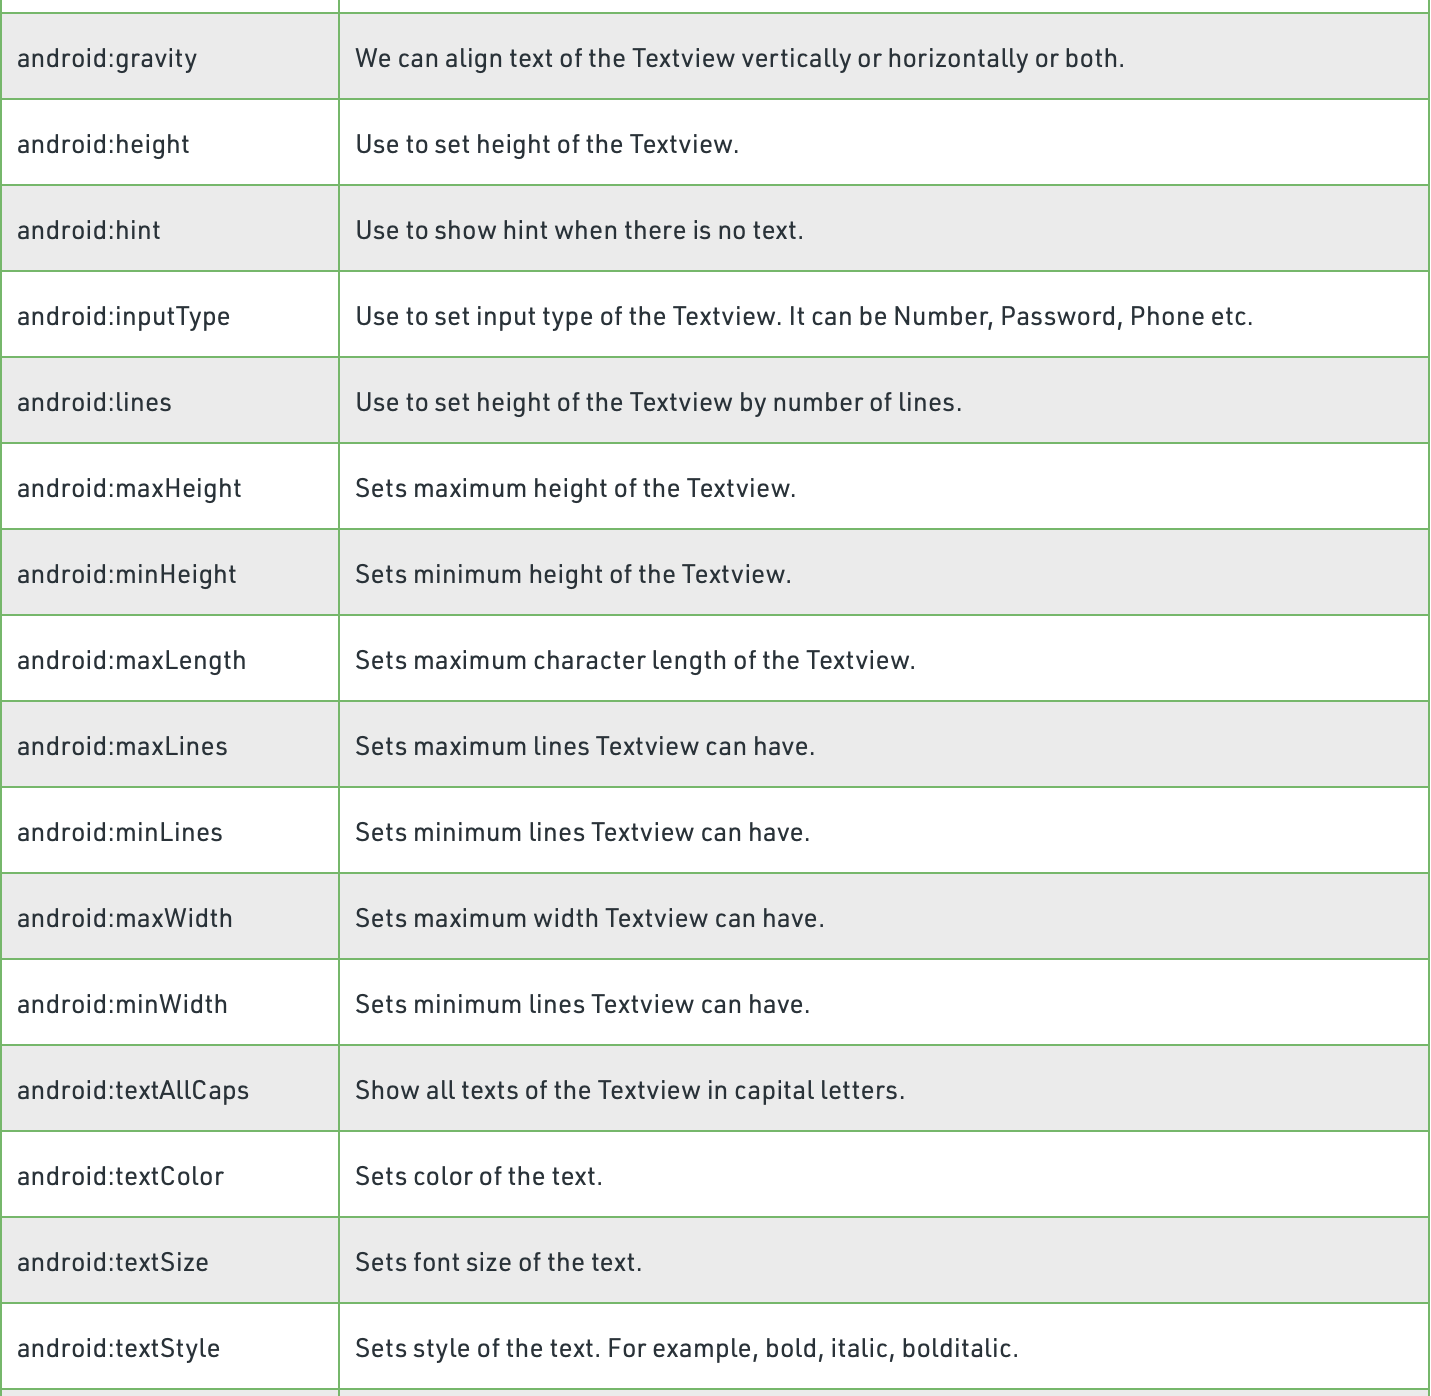 android:gravity We can align text of the Textview vertically or horizontally or both.
android:height Use to set height of the Textview.
android:hint Use to show hint when there is no text.
android:inputType Use to set input type of the Textview. It can be Number, Password, Phone etc.
android:lines Use to set height of the Textview by number of lines.
android:maxHeight Sets maximum height of the Textview.
android:minHeight Sets minimum height of the Textview.
android:maxLength Sets maximum character length of the Textview.
android:maxLines Sets maximum lines Textview can have.
android:minLines Sets minimum lines Textview can have.
android:maxWidth Sets maximum width Textview can have.
android:minWidth Sets minimum lines Textview can have.
android:textAllCaps Show all texts of the Textview in capital letters.
android:textColor Sets color of the text.
android:textSize Sets font size of the text.
android:textStyle Sets style of the text. For example, bold, italic, bolditalic.